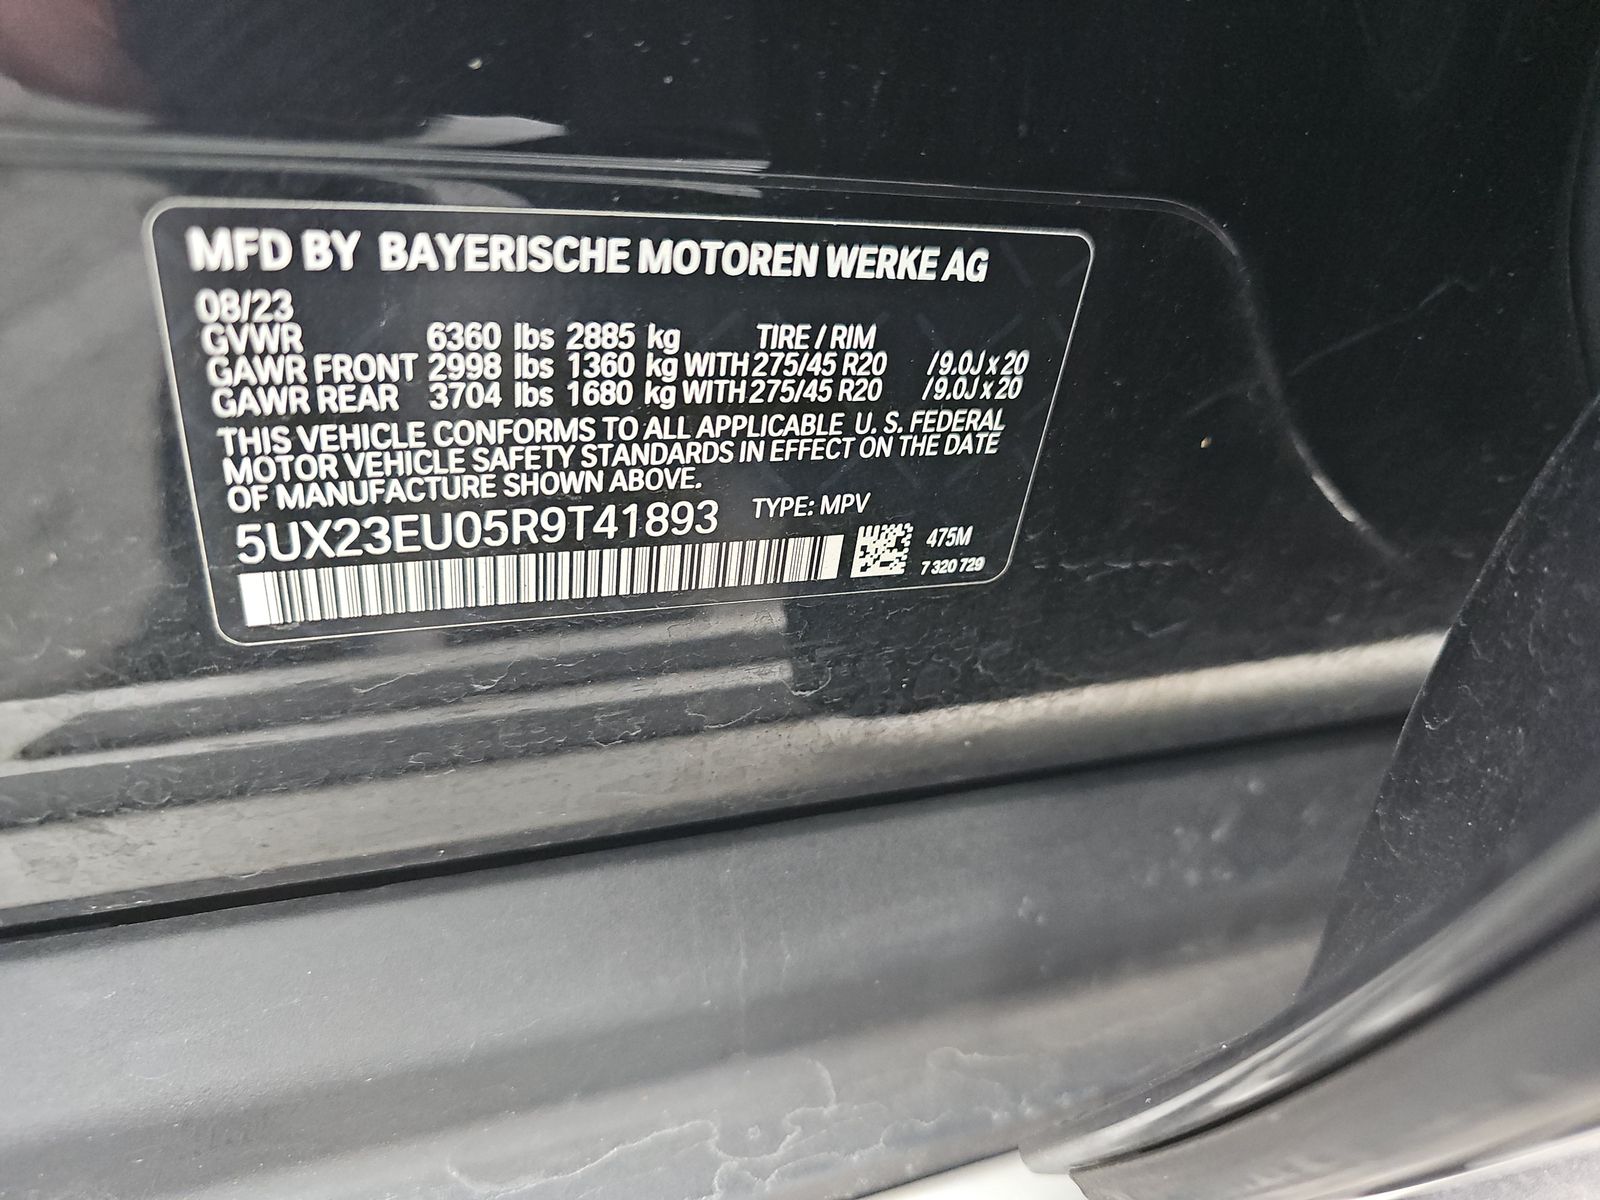 MFD BY BAYERISCHE MOTOREN WERKE AG
08/23
GVWR 6360 lbs 2885 kg TIRE / RIM
GAWR FRONT 2998 lbs 1360 kg WITH 275/45 R20 /9.0J x 20
GAWR REAR 3704 lbs 1680 kg WITH 275/45 R20 /9.0J x 20
THIS VEHICLE CONFORMS TO ALL APPLICABLE U. S. FEDERAL
MOTOR VEHICLE SAFETY STANDARDS IN EFFECT ON THE DATE
OF MANUFACTURE SHOWN ABOVE.
5UX23EU05R9T41893 TYPE: MPV
475M
7 320 729